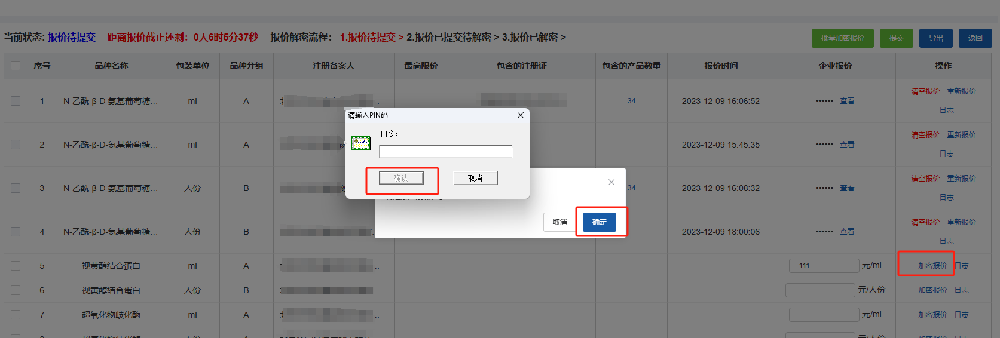 当前状态: 报价待提交 距离报价截止还剩：0天6时5分37秒 报价解密流程： 1.报价待提交 > 2.报价已提交待解密 > 3.报价已解密 >
批量加密报价 提交 导出 返回
序号 品种名称 包装单位 品种分组 注册备案人 最高限价 包含的注册证 包含的产品数量 报价时间 企业报价 操作
1 N-乙酰-β-D-氨基葡萄糖... ml A 34 2023-12-09 16:06:52 •••••• 查看 清空报价 重新报价
日志
请输入PIN码
口令：
确认 取消
2 N-乙酰-β-D-氨基葡萄糖... ml A 2023-12-09 15:45:35 •••••• 查看 清空报价 重新报价
日志
3 N-乙酰-β-D-氨基葡萄糖... 人份 B 34 2023-12-09 16:08:32 •••••• 查看 清空报价 重新报价
日志
取消 确定
4 N-乙酰-β-D-氨基葡萄糖... 人份 B 2023-12-09 18:00:06 •••••• 查看 清空报价 重新报价
日志
5 视黄醇结合蛋白 ml A .. 111 元/ml 加密报价 日志
6 视黄醇结合蛋白 人份 B .. 元/人份 加密报价 日志
7 超氧化物歧化酶 ml A .. 元/ml 加密报价 日志